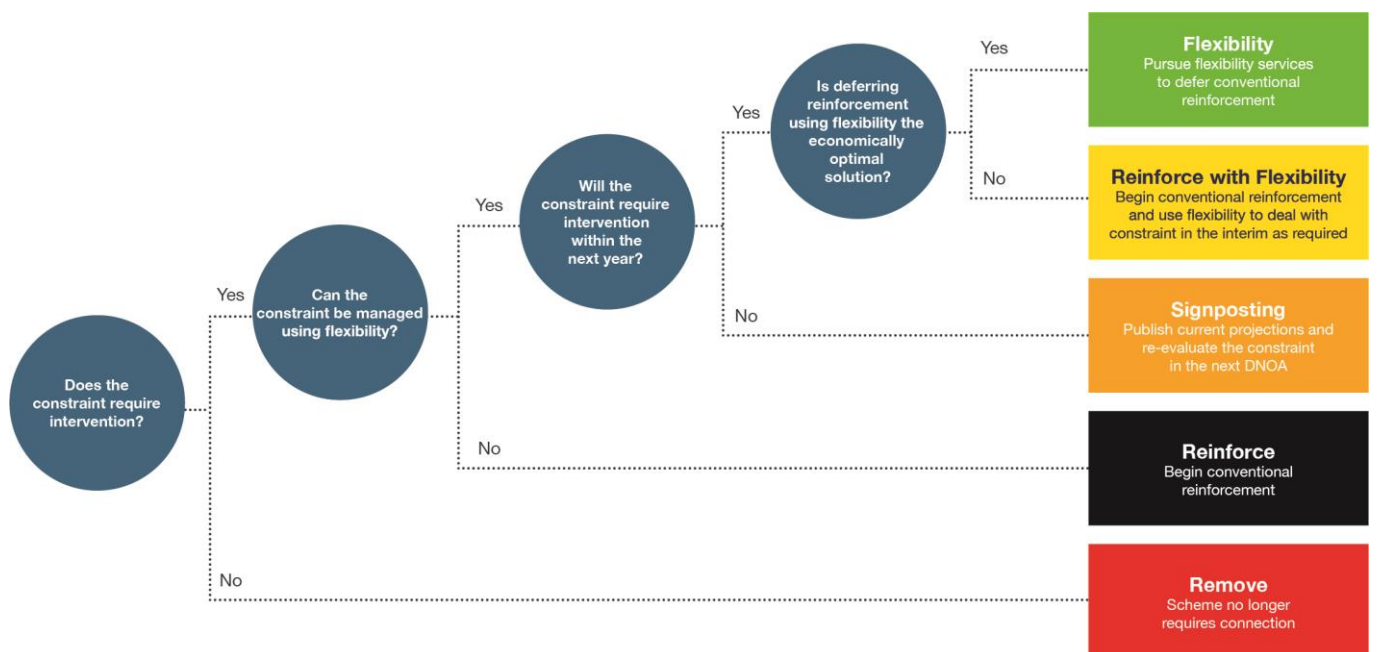 Does the
constraint require
intervention?
Yes
No
Can the
constraint be managed
using flexibility?
Yes
No
Will the
constraint require
intervention
within the
next year?
Yes
No
Is deferring
reinforcement
using flexibility the
economically
optimal
solution?
Yes
No
Flexibility
Pursue flexibility services
to defer conventional
reinforcement
Reinforce with Flexibility
Begin conventional reinforcement
and use flexibility to deal with
constraint in the interim as required
Signposting
Publish current projections and
re-evaluate the constraint
in the next DNOA
Reinforce
Begin conventional
reinforcement
Remove
Scheme no longer
requires connection